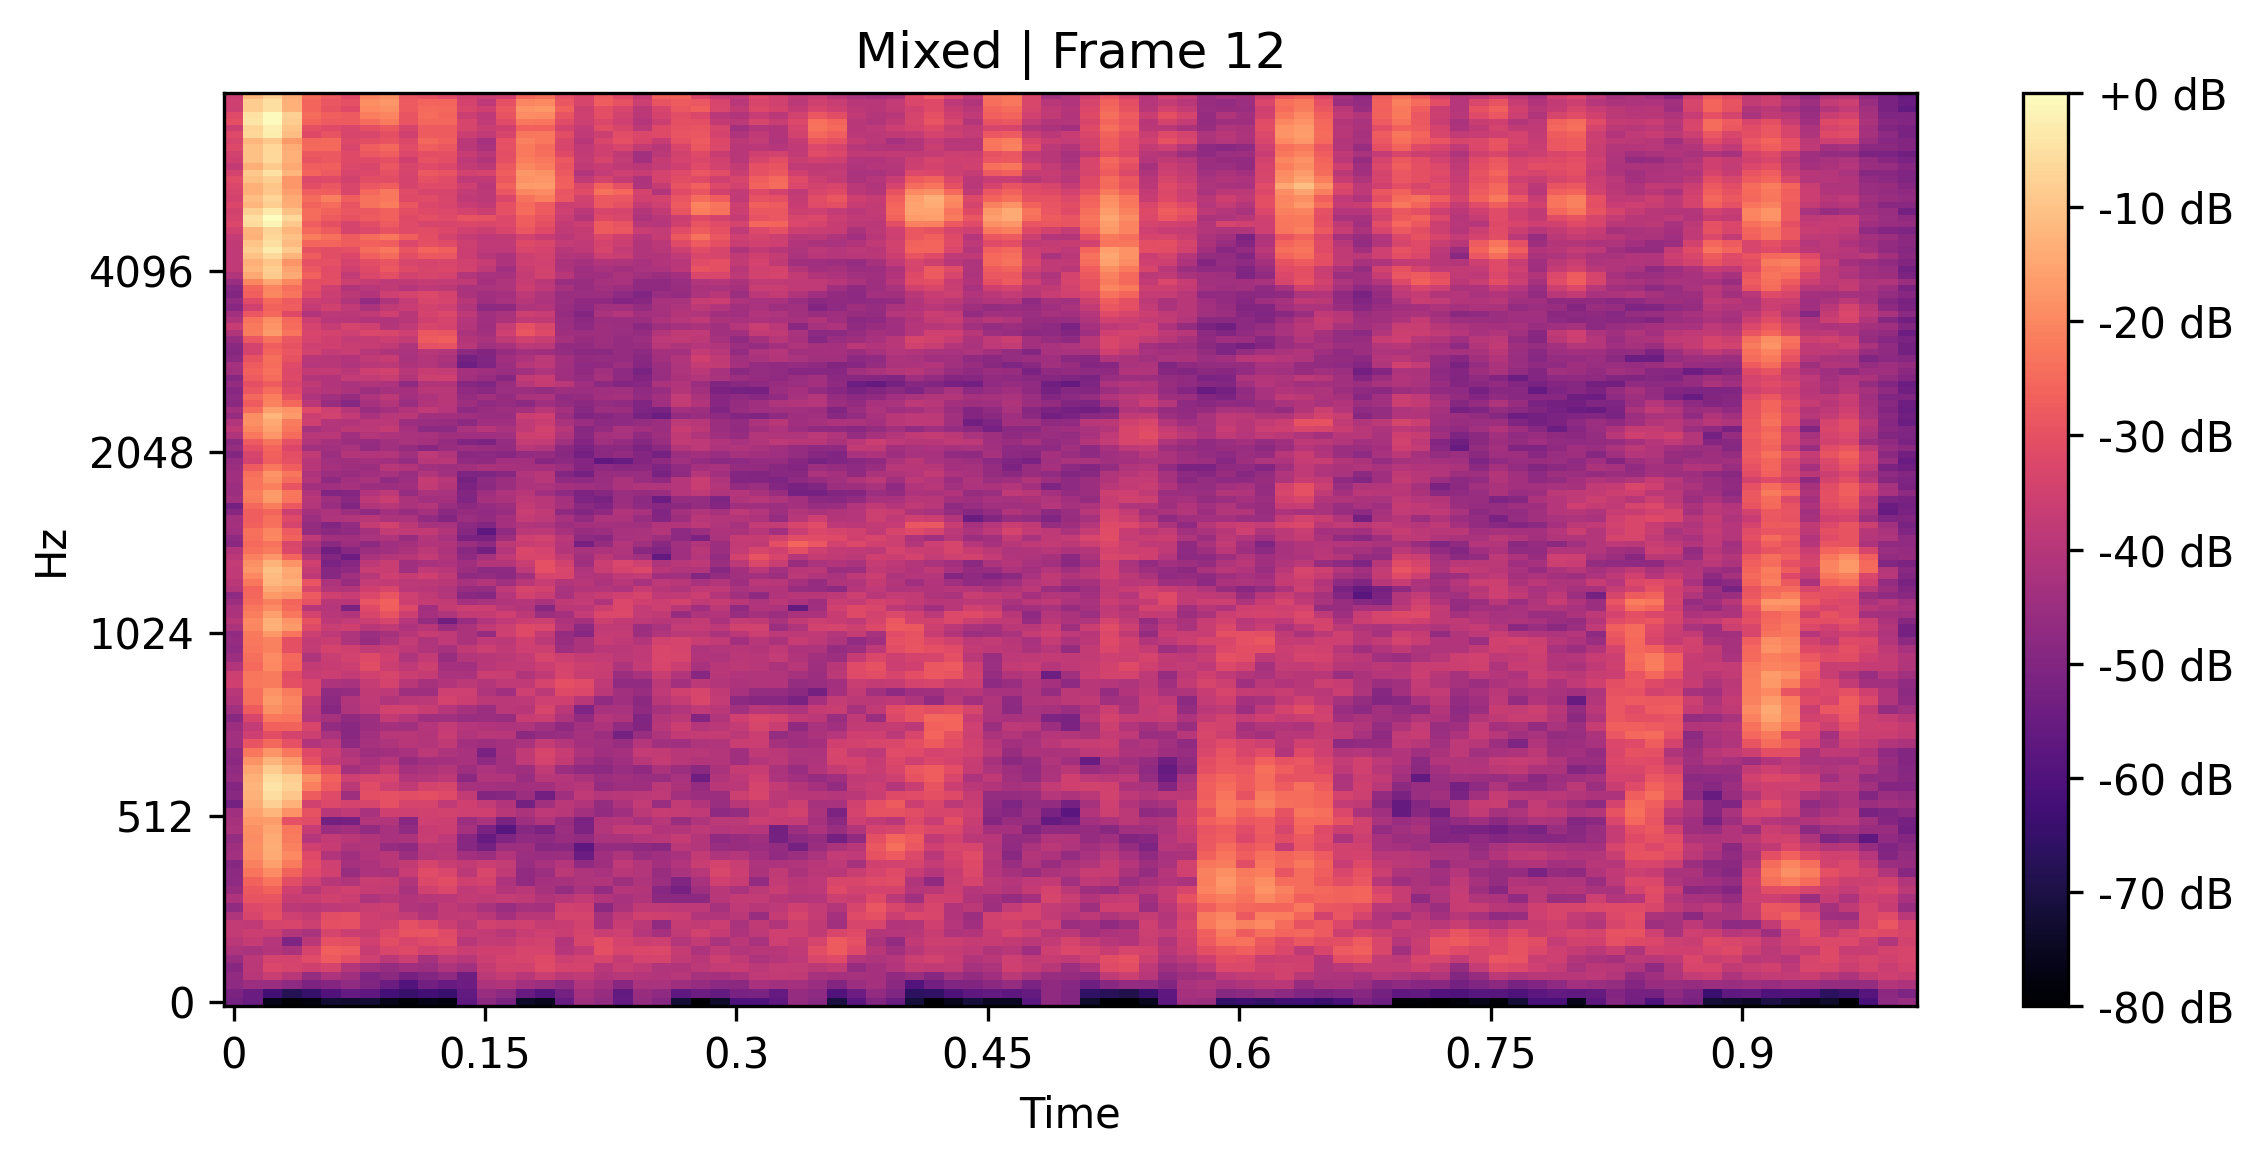 Mixed | Frame 12
Hz
4096
2048
1024
512
0
0 0.15 0.3 0.45 0.6 0.75 0.9
Time
+0 dB
-10 dB
-20 dB
-30 dB
-40 dB
-50 dB
-60 dB
-70 dB
-80 dB